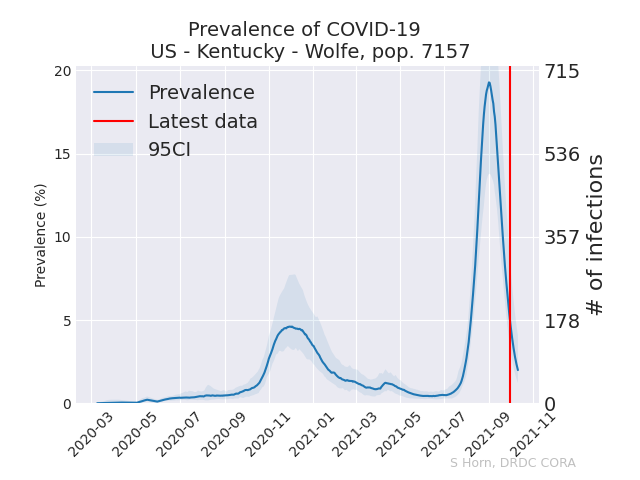 Prevalence of COVID-19
US - Kentucky - Wolfe, pop. 7157
Prevalence
Latest data
95CI
20
15
10
5
0
Prevalence (%)
715
536
357
178
0
# of infections
2020-03
2020-05
2020-07
2020-09
2020-11
2021-01
2021-03
2021-05
2021-07
2021-09
2021-11
S Horn, DRDC CORA